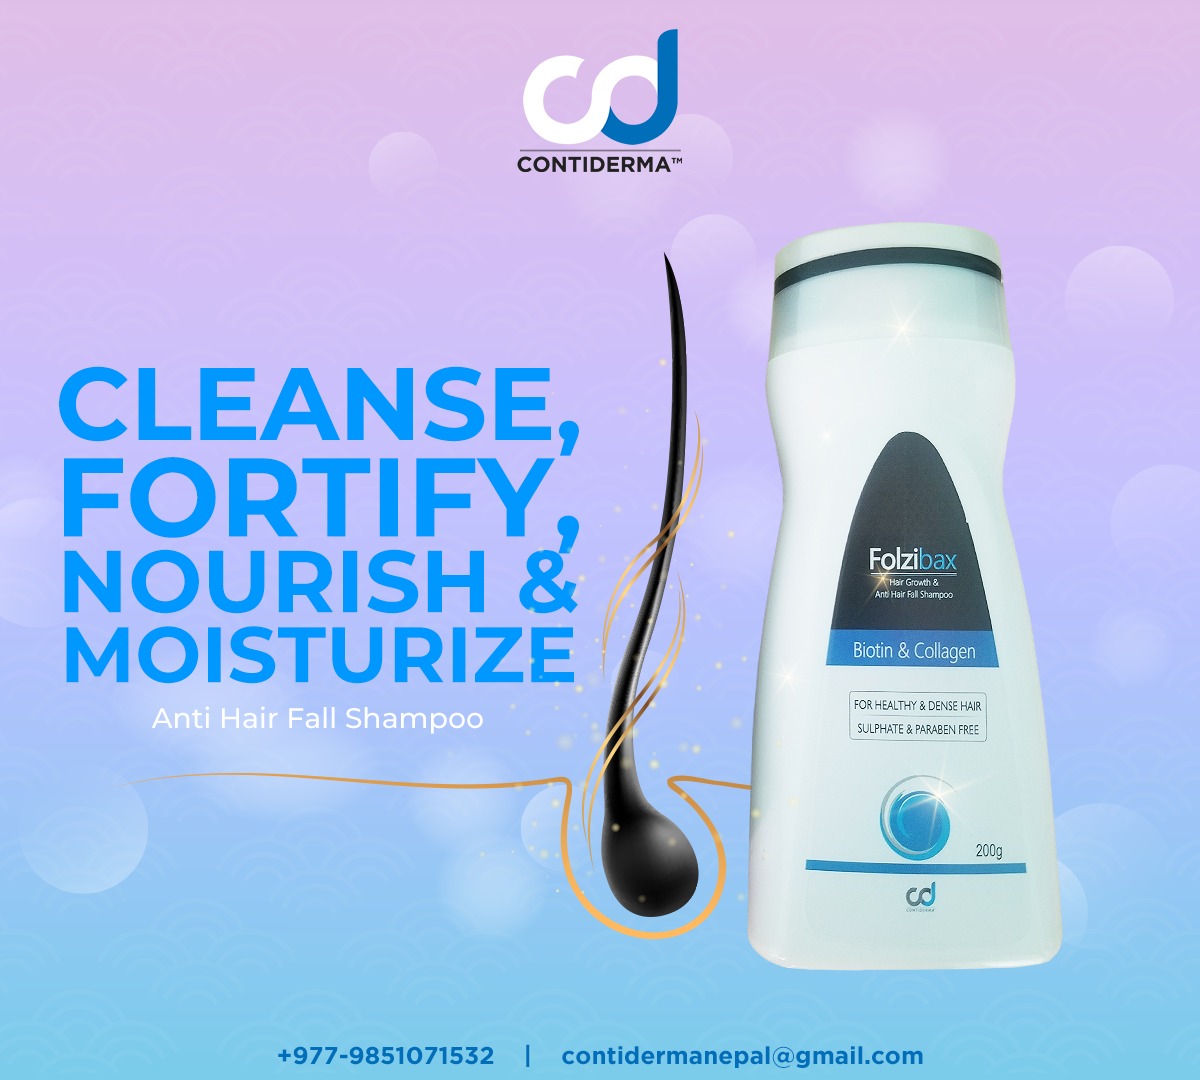 cd
CONTIDERMA™
CLEANSE,
FORTIFY,
NOURISH &
MOISTURIZE
Anti Hair Fall Shampoo
Folzibax
Hair Growth &
Anti Hair Fall Shampoo
Biotin & Collagen
FOR HEALTHY & DENSE HAIR
SULPHATE & PARABEN FREE
200g
cd
CONTIDERMA
+977-9851071532 | contidermanepal@gmail.com